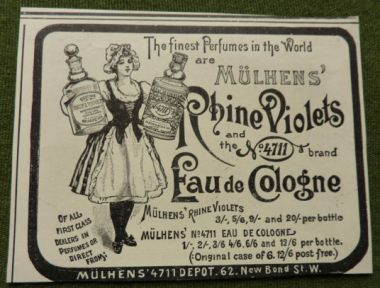 The finest Perfumes in the World
are
MÜLHENS'
Rhine Violets
and
the No 4711 brand
Eau de Cologne
MÜLHENS' RHINE VIOLETS
3/-, 5/6, 9/- and 20/- per bottle
MÜLHENS' No 4711 EAU DE COLOGNE
1/-, 2/-, 3/6 4/6, 6/6 and 12/6 per bottle.
(Original case of 6. 12/6 post free.)
OF ALL
FIRST CLASS
DEALERS IN
PERFUMES OR
DIRECT
FROM:
MÜLHENS' 4711 DEPOT. 62. New Bond St. W.